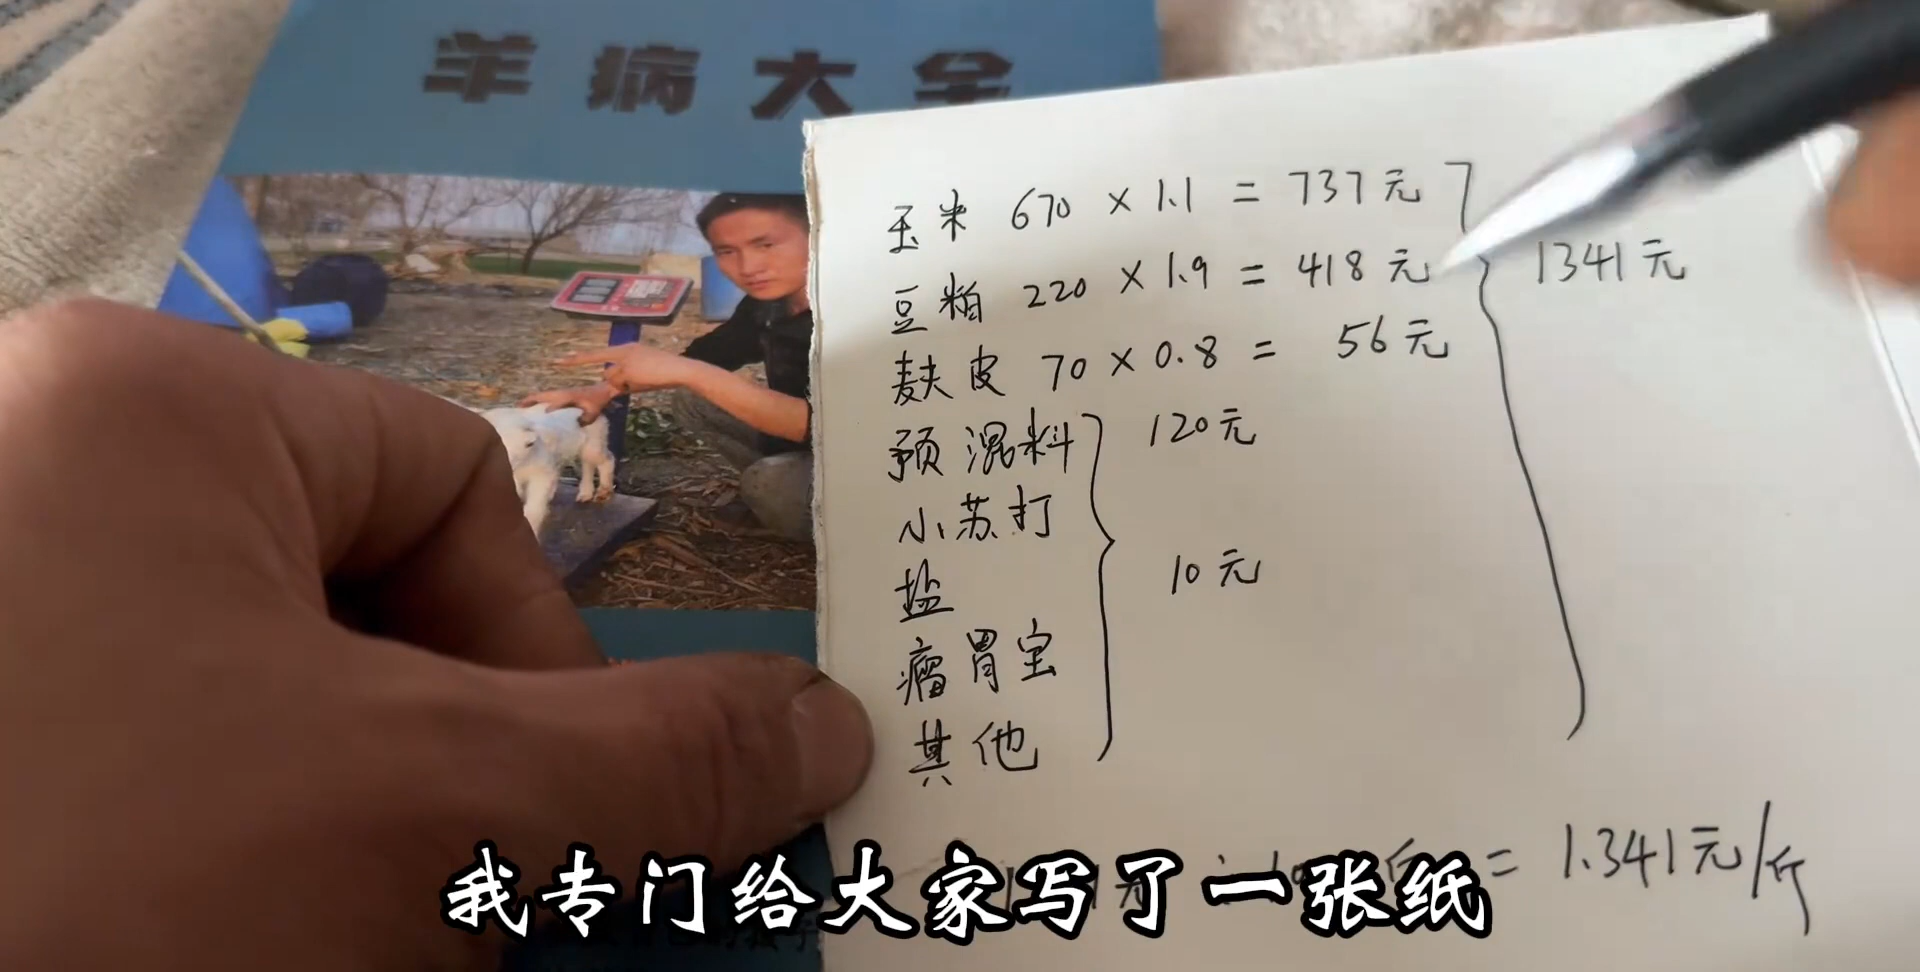 羊病大全
玉米 670 × 1.1 = 737元
豆粕 220 × 1.9 = 418元
1341元
麸皮 70 × 0.8 = 56元
预混料 120元
小苏打
盐 10元
瘤胃宝
其他
= 1.341元/斤
我专门给大家写了一张纸